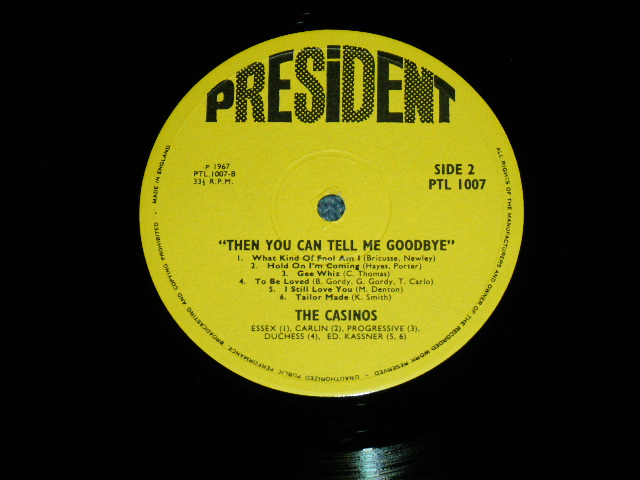 PRESiDENT
P 1967
PTL.1007-B
33⅓ R.P.M.
SIDE 2
PTL 1007
"THEN YOU CAN TELL ME GOODBYE"
1. What Kind Of Fool Am I (Bricusse, Newley)
2. Hold On I'm Coming (Hayes, Porter)
3. Gee Whiz (C. Thomas)
4. To Be Loved (B. Gordy, G. Gordy, T. Carlo)
5. I Still Love You (M. Denton)
6. Tailor Made (K. Smith)
THE CASINOS
ESSEX (1), CARLIN (2), PROGRESSIVE (3),
DUCHESS (4), ED. KASSNER (5, 6)
ALL RIGHTS OF THE MANUFACTURERS AND OWNER OF THE RECORDED WORK RESERVED • UNAUTHORIZED PUBLIC PERFORMANCE, BROADCASTING AND COPYING PROHIBITED • MADE IN ENGLAND